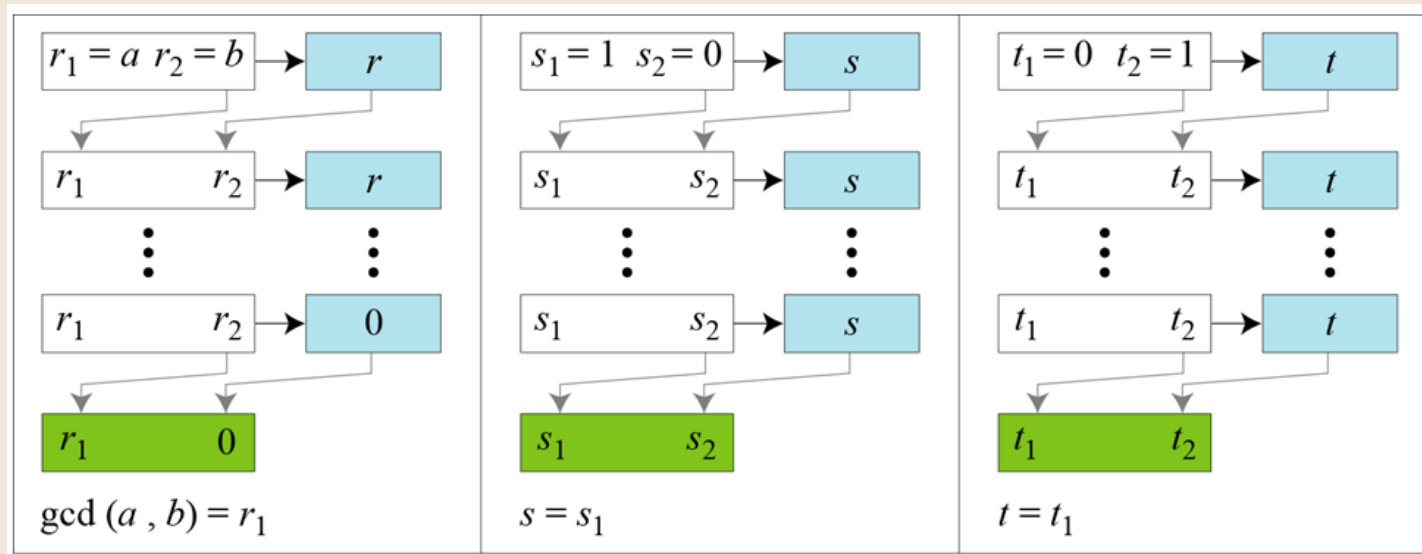 r₁ = a r₂ = b r
s₁ = 1 s₂ = 0 s
t₁ = 0 t₂ = 1 t
r₁ r₂ r
s₁ s₂ s
t₁ t₂ t
r₁ r₂ 0
s₁ s₂ s
t₁ t₂ t
r₁ 0
s₁ s₂
t₁ t₂
gcd (a , b) = r₁
s = s₁
t = t₁